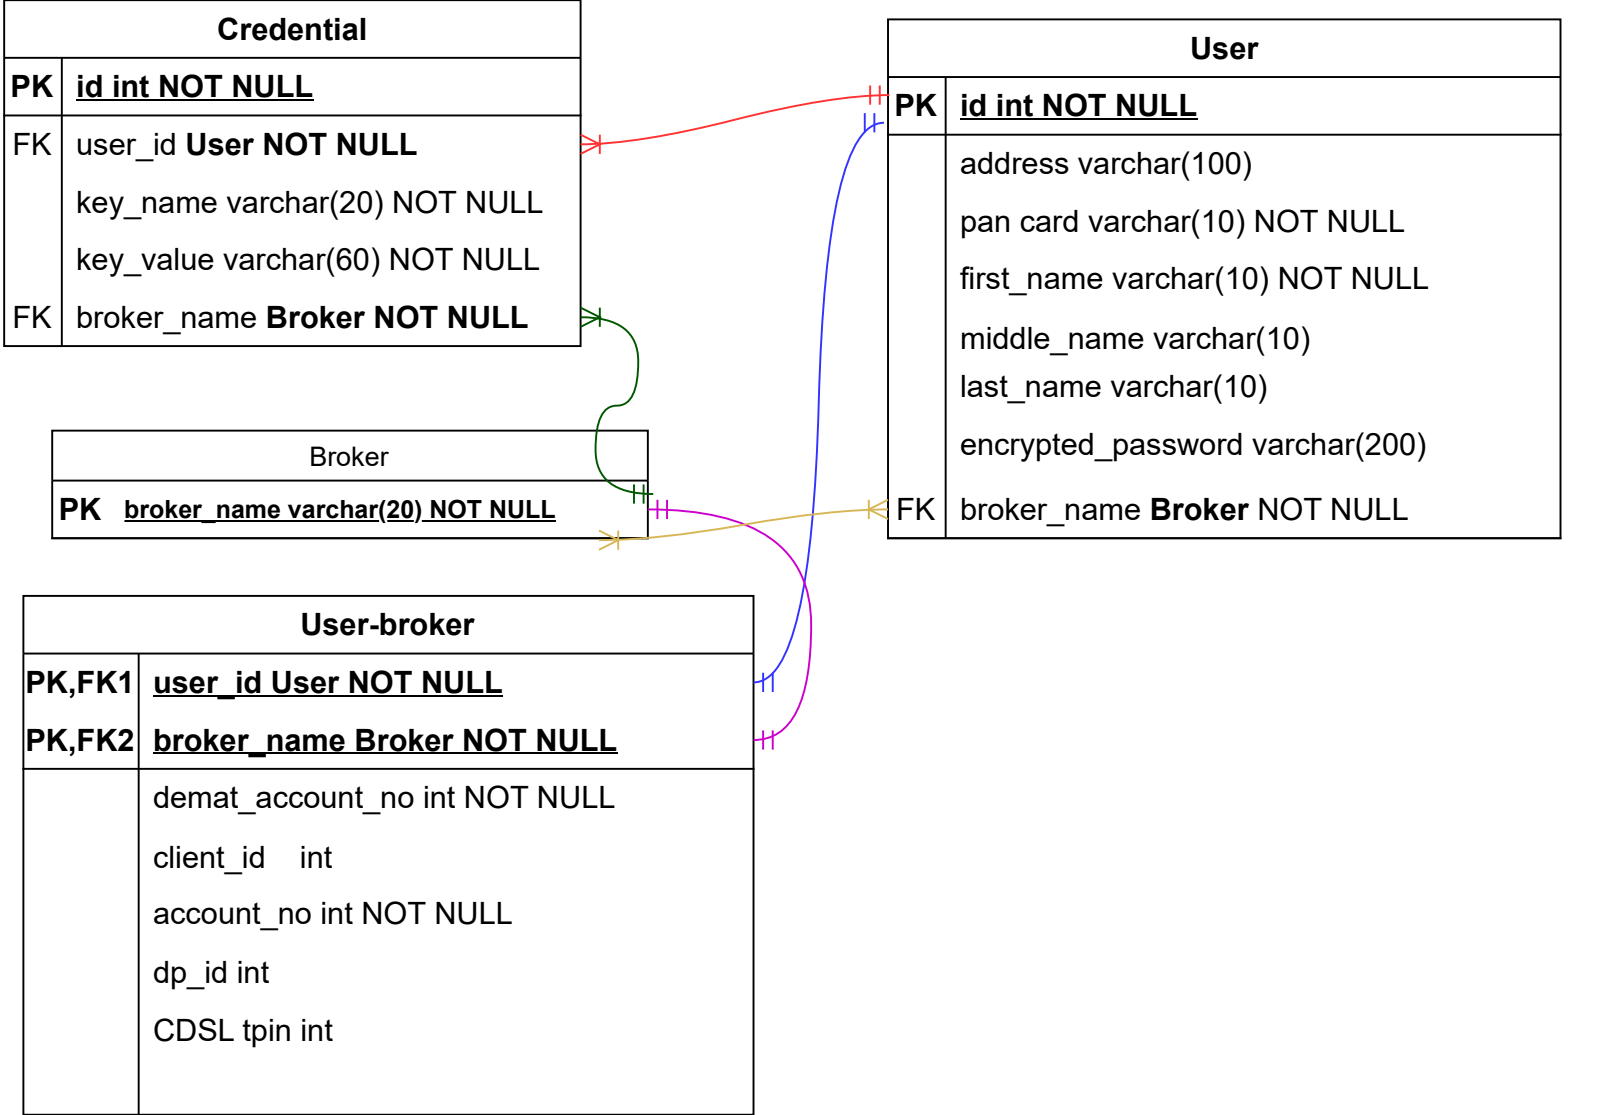 Credential
PK id int NOT NULL
FK user_id User NOT NULL
key_name varchar(20) NOT NULL
key_value varchar(60) NOT NULL
FK broker_name Broker NOT NULL
User
PK id int NOT NULL
address varchar(100)
pan card varchar(10) NOT NULL
first_name varchar(10) NOT NULL
middle_name varchar(10)
last_name varchar(10)
encrypted_password varchar(200)
FK broker_name Broker NOT NULL
Broker
PK broker_name varchar(20) NOT NULL
User-broker
PK,FK1 user_id User NOT NULL
PK,FK2 broker_name Broker NOT NULL
demat_account_no int NOT NULL
client_id int
account_no int NOT NULL
dp_id int
CDSL tpin int